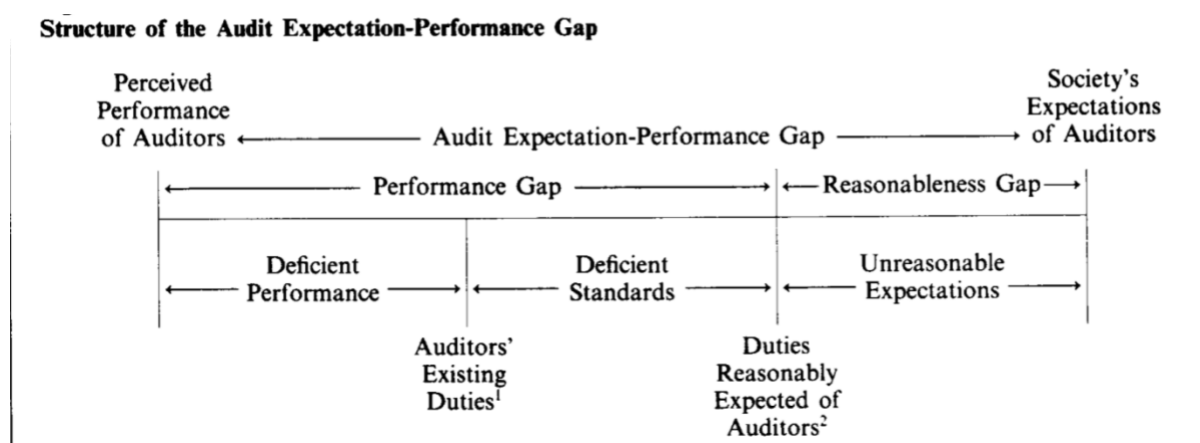 Structure of the Audit Expectation-Performance Gap
Perceived
Performance
of Auditors
Audit Expectation-Performance Gap
Society's
Expectations
of Auditors
Performance Gap
Reasonableness Gap
Deficient
Performance
Deficient
Standards
Unreasonable
Expectations
Auditors'
Existing
Duties¹
Duties
Reasonably
Expected of
Auditors²